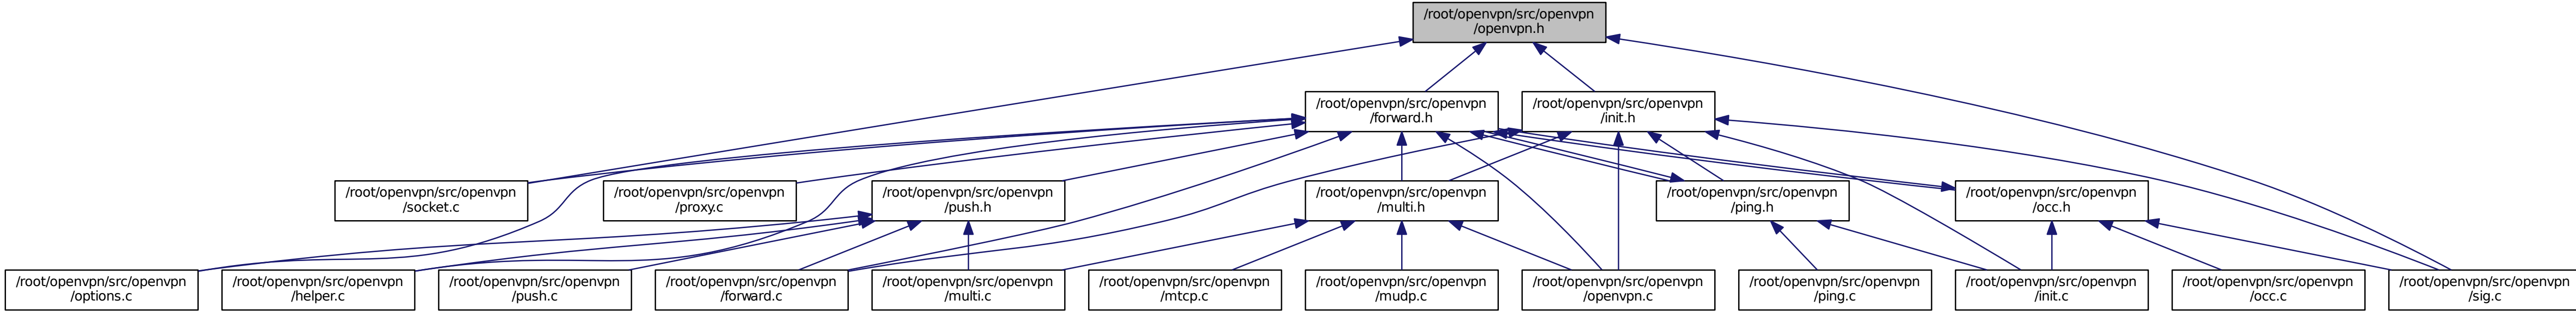 /root/openvpn/src/openvpn
/openvpn.h
/root/openvpn/src/openvpn
/forward.h
/root/openvpn/src/openvpn
/init.h
/root/openvpn/src/openvpn
/socket.c
/root/openvpn/src/openvpn
/proxy.c
/root/openvpn/src/openvpn
/push.h
/root/openvpn/src/openvpn
/multi.h
/root/openvpn/src/openvpn
/ping.h
/root/openvpn/src/openvpn
/occ.h
/root/openvpn/src/openvpn
/options.c
/root/openvpn/src/openvpn
/helper.c
/root/openvpn/src/openvpn
/push.c
/root/openvpn/src/openvpn
/forward.c
/root/openvpn/src/openvpn
/multi.c
/root/openvpn/src/openvpn
/mtcp.c
/root/openvpn/src/openvpn
/mudp.c
/root/openvpn/src/openvpn
/openvpn.c
/root/openvpn/src/openvpn
/ping.c
/root/openvpn/src/openvpn
/init.c
/root/openvpn/src/openvpn
/occ.c
/root/openvpn/src/openvpn
/sig.c